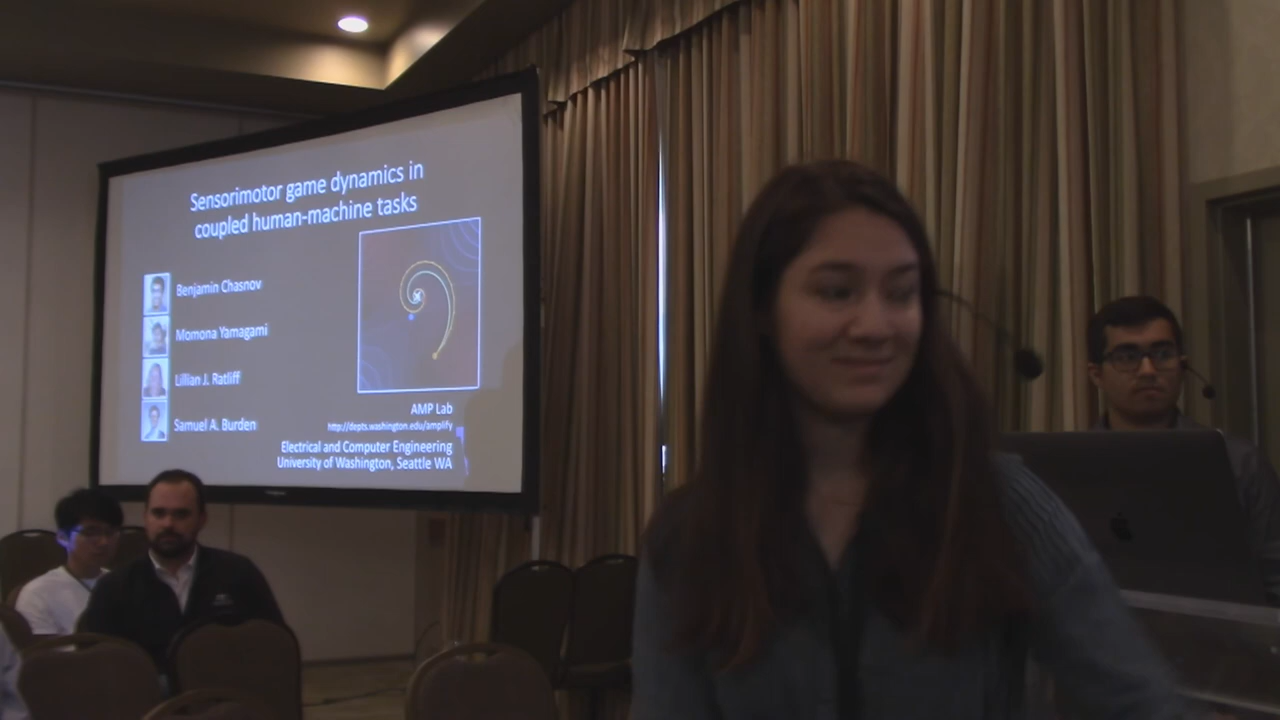 Sensorimotor game dynamics in
coupled human-machine tasks
Benjamin Chasnov
Momona Yamagami
Lillian J. Ratliff
Samuel A. Burden
AMP Lab
http://depts.washington.edu/amplify
Electrical and Computer Engineering
University of Washington, Seattle WA